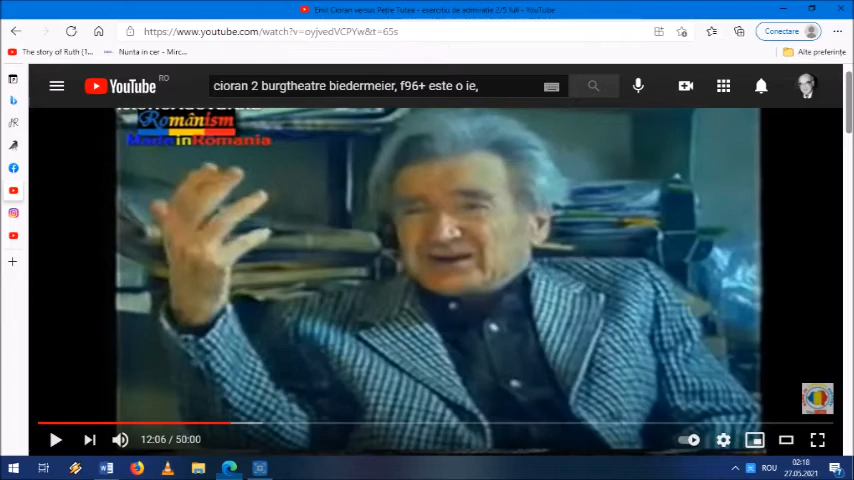 Emil Cioran versus Petre Tutea - exercitiu de admiratie 2/5 %A - YouTube
https://www.youtube.com/watch?v=oyjvedVCPYw&t=65s
Conectare
The story of Ruth (1...
Nunta in cer - Mirc...
Alte preferințe
YouTube RO
cioran 2 burgtheatre biedermeier, f96+ este o ie,
Românism
Made in Romania
12:06 / 50:00
ROU
02:18
27.05.2021